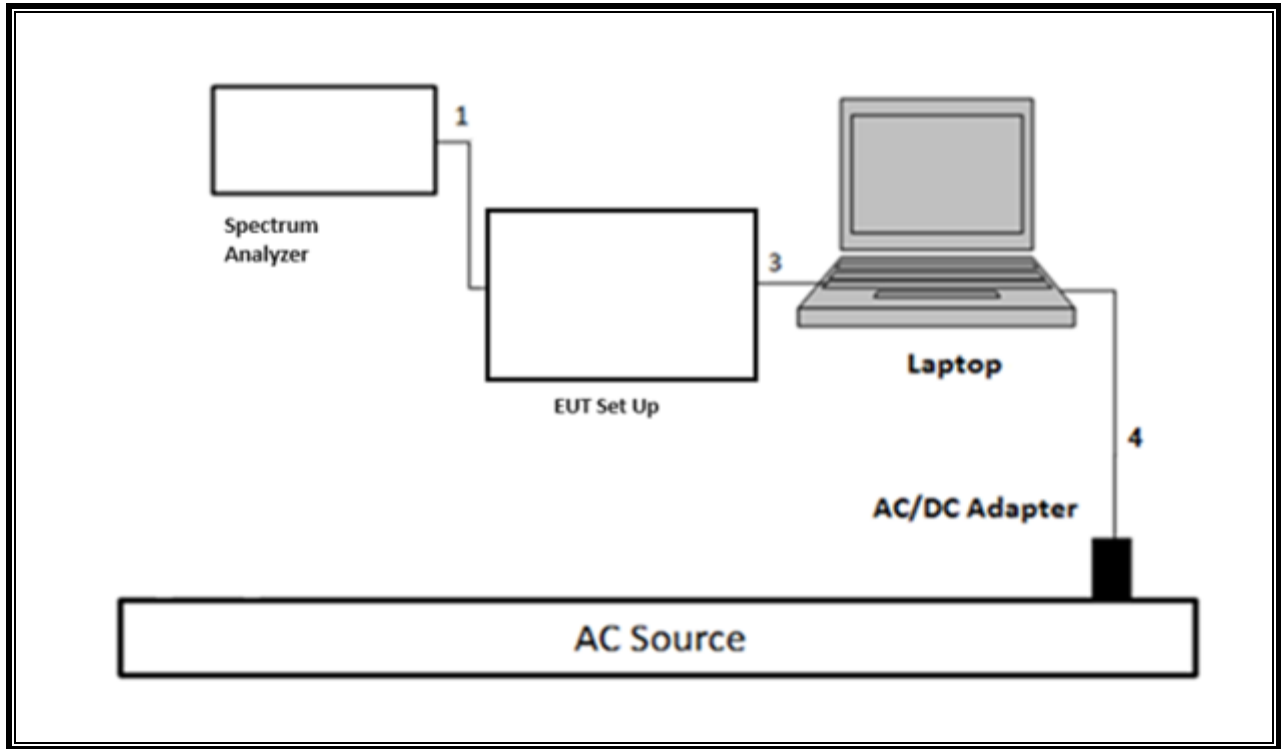 1
Spectrum
Analyzer
3
Laptop
EUT Set Up
4
AC/DC Adapter
AC Source